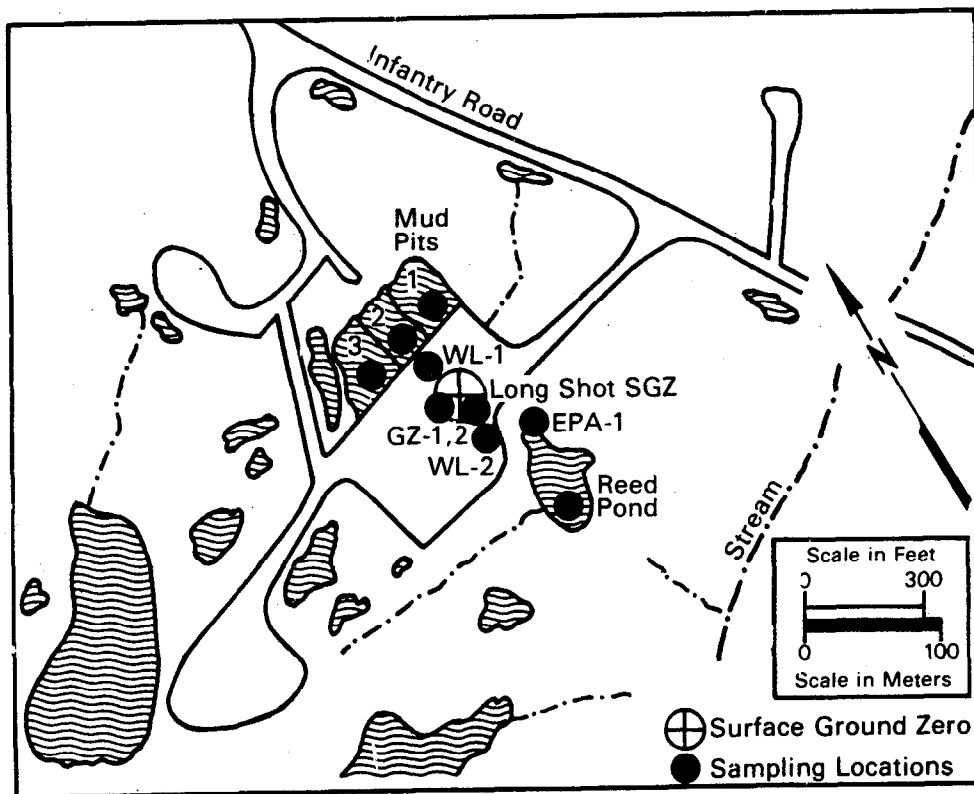 Infantry Road
Mud
Pits
1
2
3
WL-1
Long Shot SGZ
GZ-1,2
EPA-1
WL-2
Reed
Pond
Stream
N
Scale in Feet
0 300
0 100
Scale in Meters
Surface Ground Zero
Sampling Locations